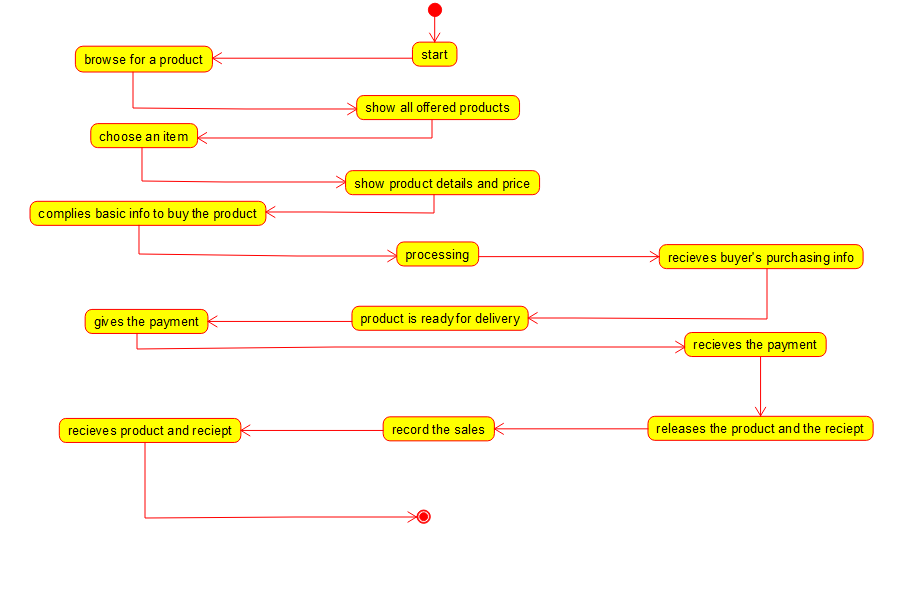 start
browse for a product
show all offered products
choose an item
show product details and price
complies basic info to buy the product
processing
recieves buyer's purchasing info
product is ready for delivery
gives the payment
recieves the payment
releases the product and the reciept
record the sales
recieves product and reciept